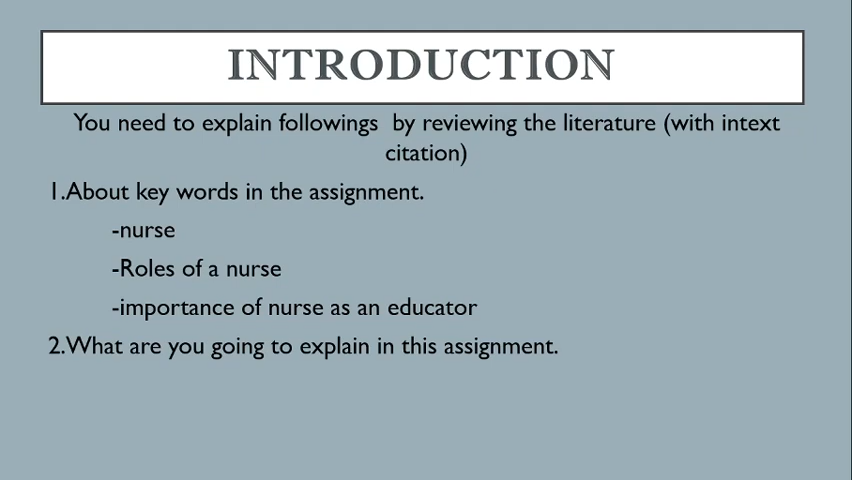 INTRODUCTION
You need to explain followings by reviewing the literature (with intext
citation)
1.About key words in the assignment.
-nurse
-Roles of a nurse
-importance of nurse as an educator
2.What are you going to explain in this assignment.